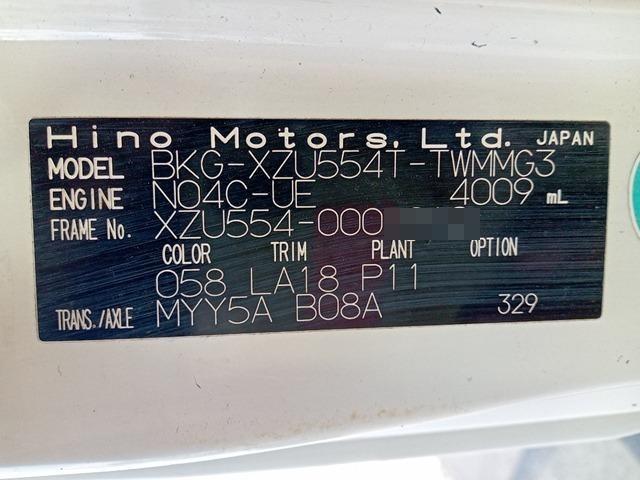 Hino Motors, Ltd. JAPAN
MODEL BKG-XZU554T-TWMMG3
ENGINE N04C-UE 4009 mL
FRAME No. XZU554-000
COLOR TRIM PLANT OPTION
058 LA18 P11
TRANS./AXLE MYY5A B08A 329